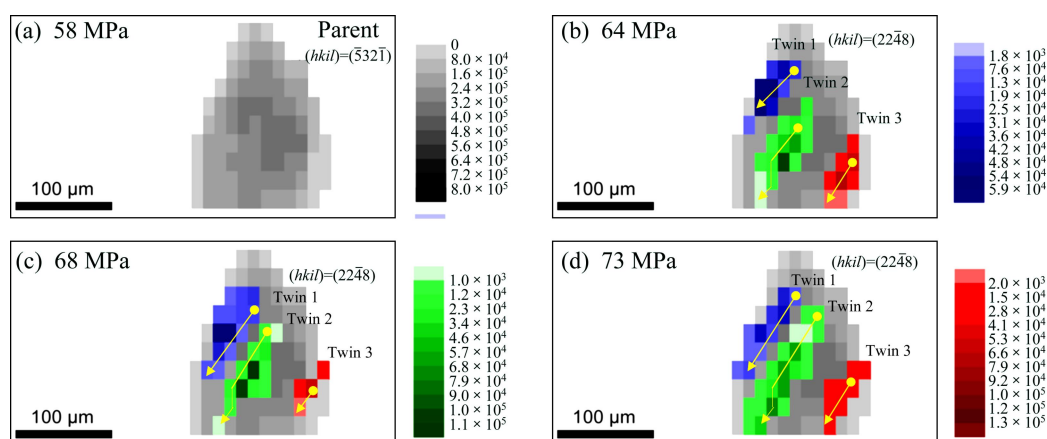 (a) 58 MPa
Parent
(hkil)=(5̄321̄)
100 μm
0
8.0 × 10⁴
1.6 × 10⁵
2.4 × 10⁵
3.2 × 10⁵
4.0 × 10⁵
4.8 × 10⁵
5.6 × 10⁵
6.4 × 10⁵
7.2 × 10⁵
8.0 × 10⁵
(b) 64 MPa
(hkil)=(224̄8)
Twin 1
Twin 2
Twin 3
100 μm
1.8 × 10³
7.6 × 10³
1.3 × 10⁴
1.9 × 10⁴
2.5 × 10⁴
3.1 × 10⁴
3.6 × 10⁴
4.2 × 10⁴
4.8 × 10⁴
5.4 × 10⁴
5.9 × 10⁴
(c) 68 MPa
(hkil)=(224̄8)
Twin 1
Twin 2
Twin 3
100 μm
1.0 × 10³
1.2 × 10⁴
2.3 × 10⁴
3.4 × 10⁴
4.6 × 10⁴
5.7 × 10⁴
6.8 × 10⁴
7.9 × 10⁴
9.0 × 10⁴
1.0 × 10⁵
1.1 × 10⁵
(d) 73 MPa
(hkil)=(224̄8)
Twin 1
Twin 2
Twin 3
100 μm
2.0 × 10³
1.5 × 10⁴
2.8 × 10⁴
4.1 × 10⁴
5.3 × 10⁴
6.6 × 10⁴
7.9 × 10⁴
9.2 × 10⁴
1.0 × 10⁵
1.2 × 10⁵
1.3 × 10⁵